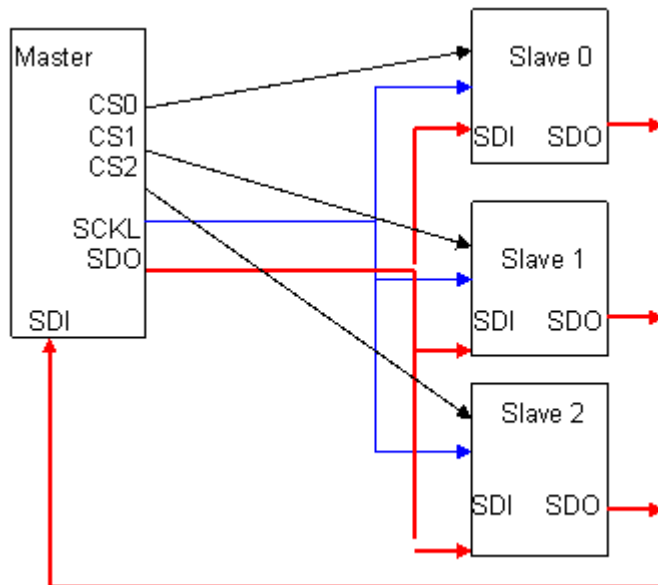 Master
CS0
CS1
CS2
SCKL
SDO
SDI
Slave 0
SDI SDO
Slave 1
SDI SDO
Slave 2
SDI SDO